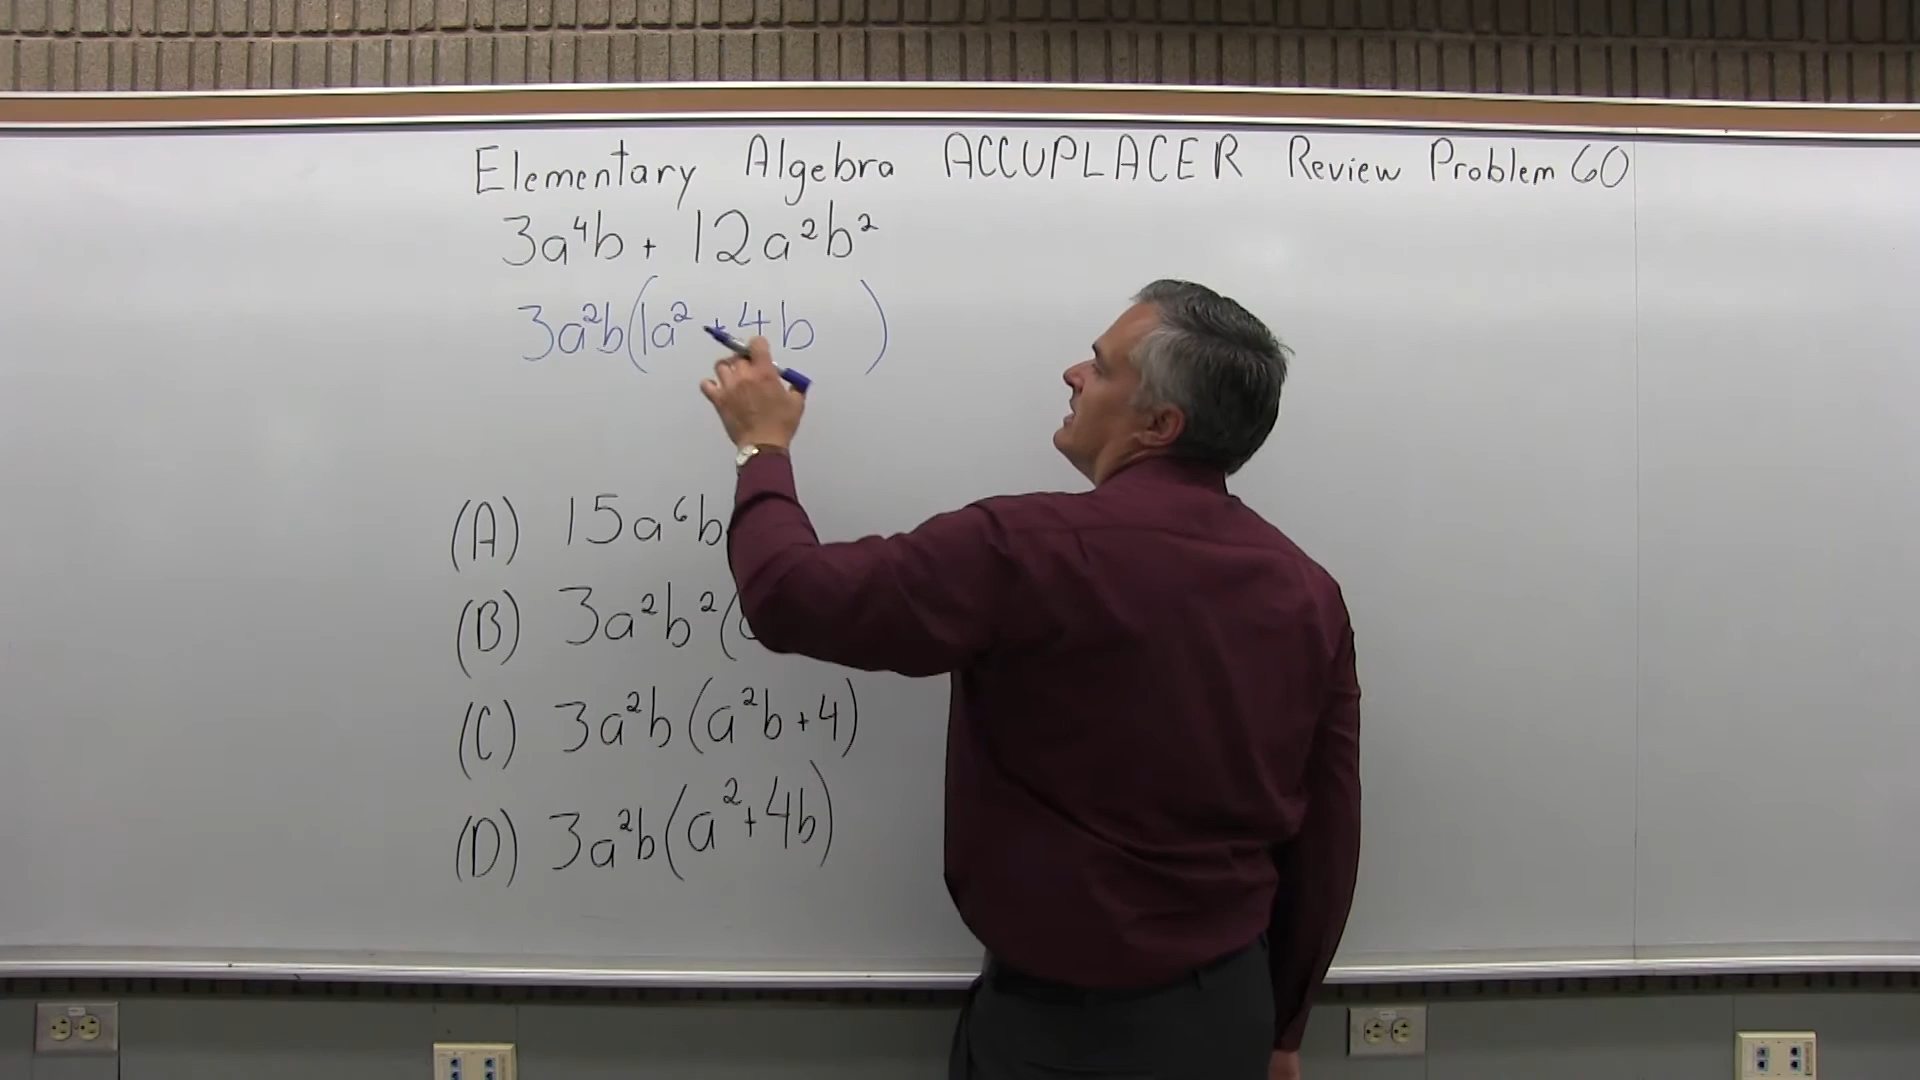 Elementary Algebra ACCUPLACER Review Problem 60
3a⁴b + 12a²b²
3a²b(1a² + 4b )
(A) 15a⁶b
(B) 3a²b²(
(C) 3a²b(a²b+4)
(D) 3a²b(a²+4b)